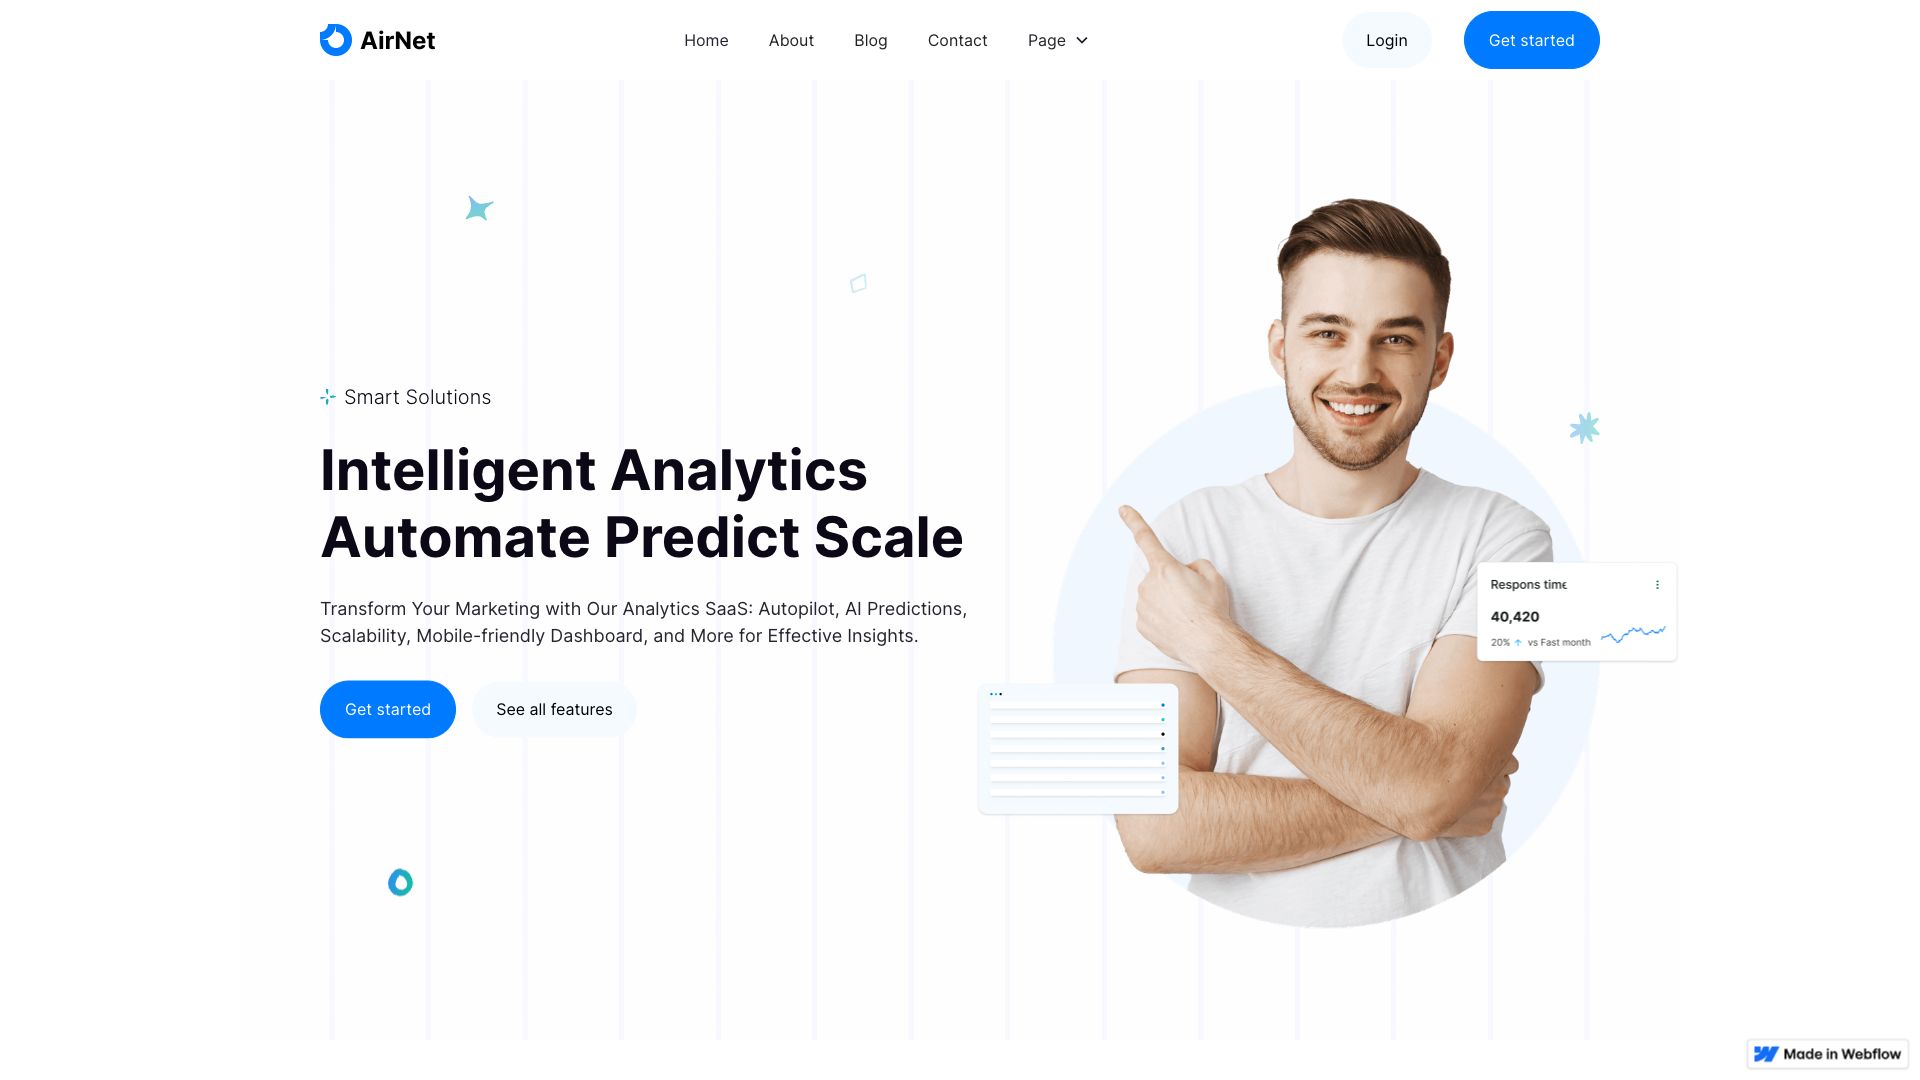 AirNet
Home
About
Blog
Contact
Page
Login
Get started
Smart Solutions
Intelligent Analytics
Automate Predict Scale
Transform Your Marketing with Our Analytics SaaS: Autopilot, AI Predictions,
Scalability, Mobile-friendly Dashboard, and More for Effective Insights.
Get started
See all features
Respons time
40,420
20% vs Fast month
Made in Webflow